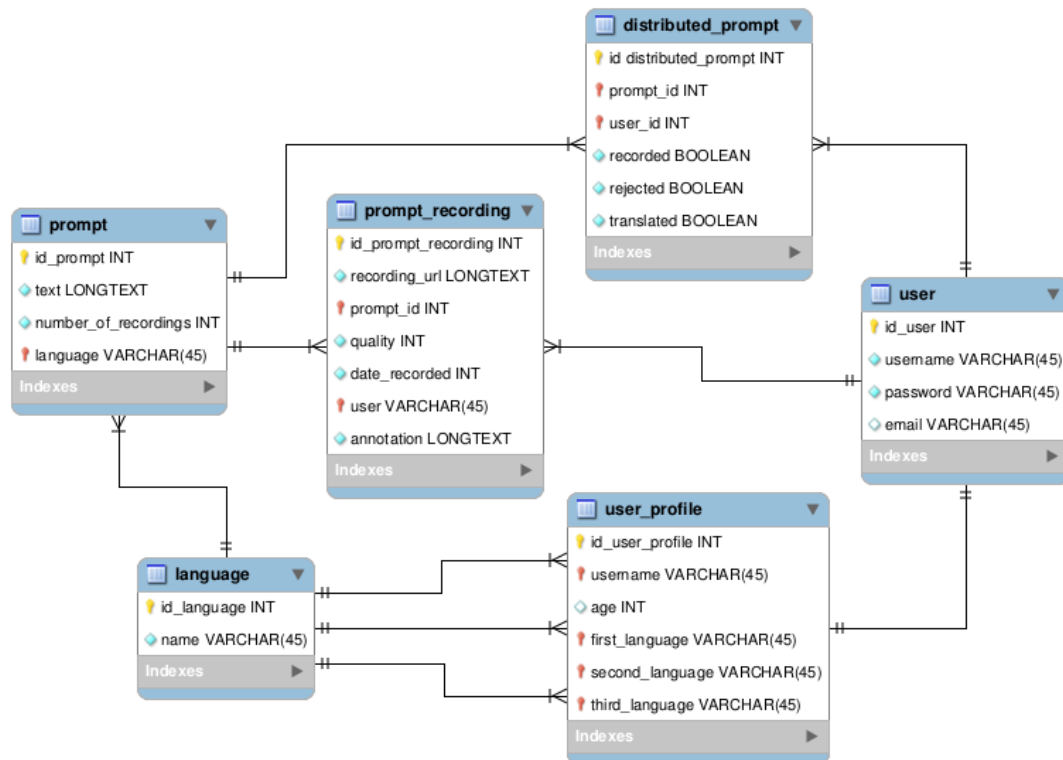 distributed_prompt
id distributed_prompt INT
prompt_id INT
user_id INT
recorded BOOLEAN
rejected BOOLEAN
translated BOOLEAN
Indexes
prompt_recording
id_prompt_recording INT
recording_url LONGTEXT
prompt_id INT
quality INT
date_recorded INT
user VARCHAR(45)
annotation LONGTEXT
Indexes
prompt
id_prompt INT
text LONGTEXT
number_of_recordings INT
language VARCHAR(45)
Indexes
user
id_user INT
username VARCHAR(45)
password VARCHAR(45)
email VARCHAR(45)
Indexes
user_profile
id_user_profile INT
username VARCHAR(45)
age INT
first_language VARCHAR(45)
second_language VARCHAR(45)
third_language VARCHAR(45)
Indexes
language
id_language INT
name VARCHAR(45)
Indexes